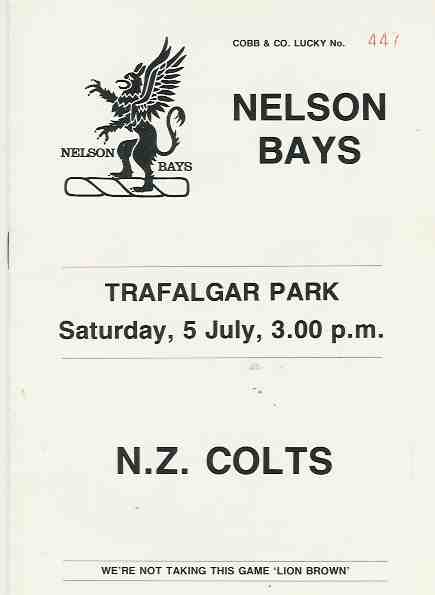 COBB & CO. LUCKY No. 447
NELSON
BAYS
NELSON BAYS
TRAFALGAR PARK
Saturday, 5 July, 3.00 p.m.
N.Z. COLTS
WE'RE NOT TAKING THIS GAME 'LION BROWN'